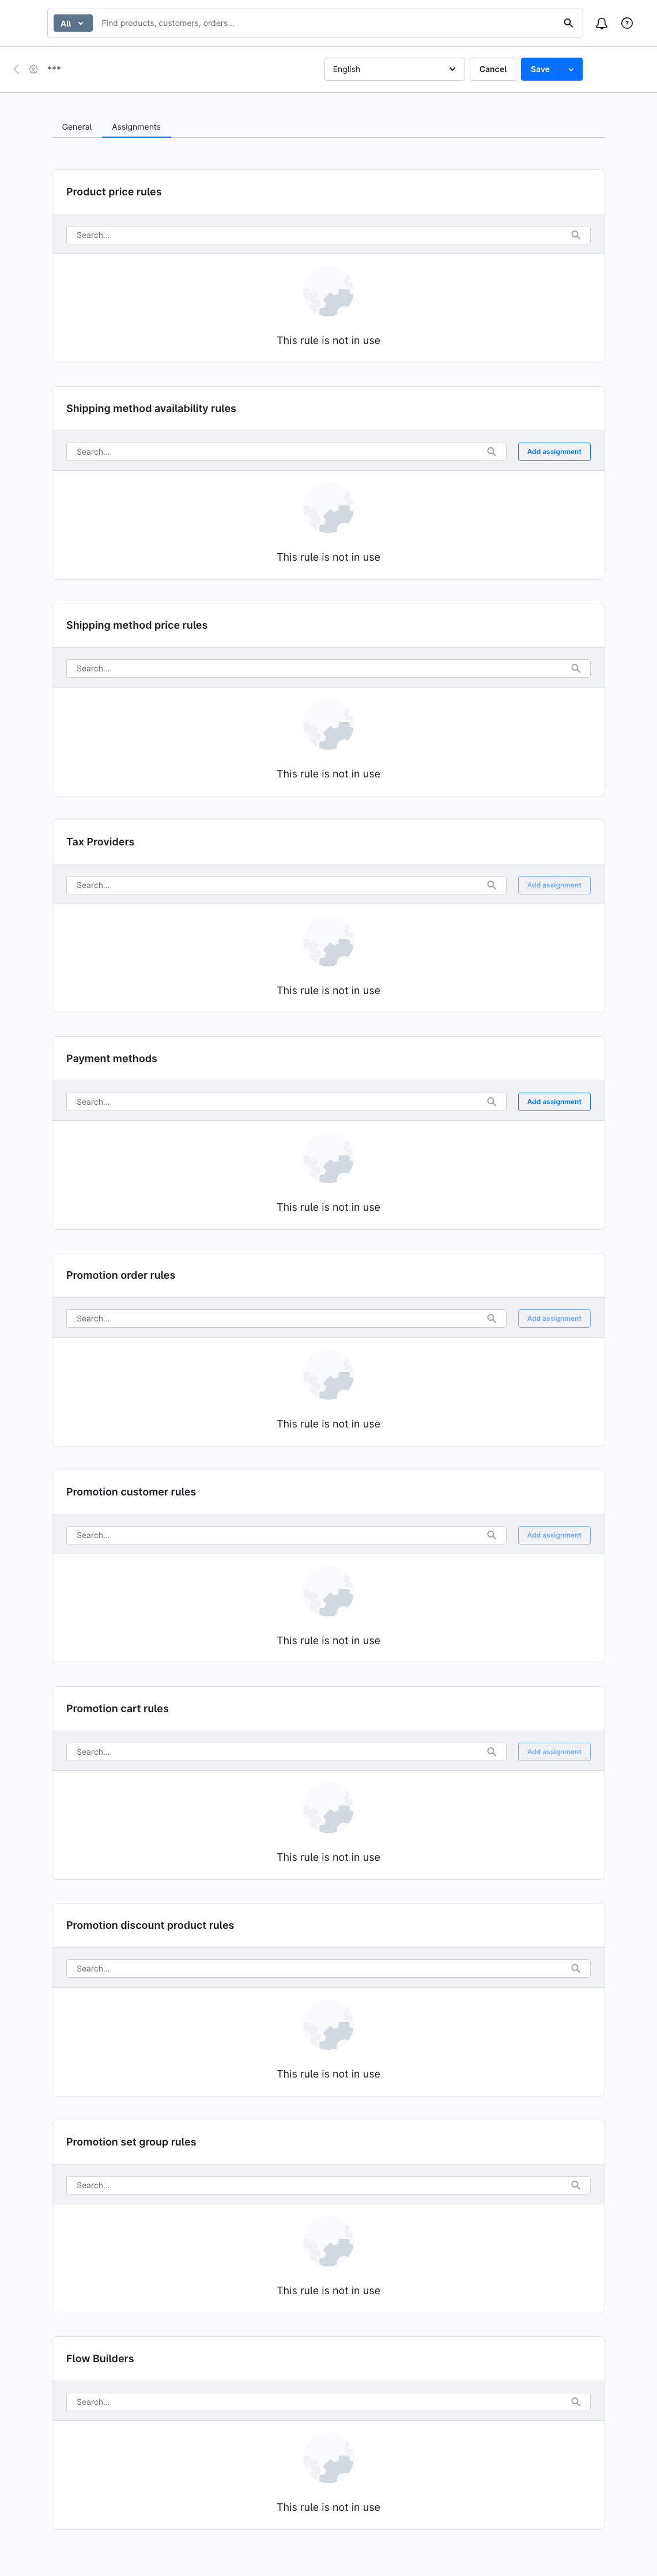 All
Find products, customers, orders...
English
Cancel
Save
General
Assignments
Product price rules
Search...
This rule is not in use
Shipping method availability rules
Search...
Add assignment
This rule is not in use
Shipping method price rules
Search...
This rule is not in use
Tax Providers
Search...
Add assignment
This rule is not in use
Payment methods
Search...
Add assignment
This rule is not in use
Promotion order rules
Search...
Add assignment
This rule is not in use
Promotion customer rules
Search...
Add assignment
This rule is not in use
Promotion cart rules
Search...
Add assignment
This rule is not in use
Promotion discount product rules
Search...
This rule is not in use
Promotion set group rules
Search...
This rule is not in use
Flow Builders
Search...
This rule is not in use